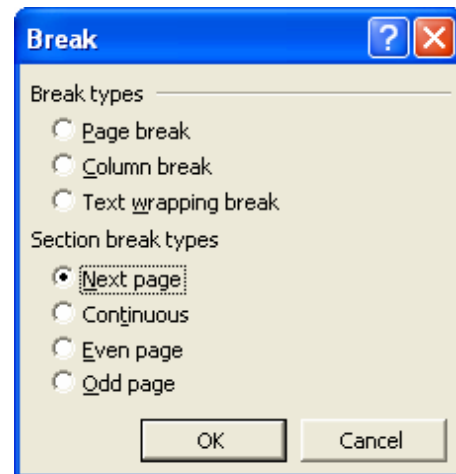 Break
Break types
Page break
Column break
Text wrapping break
Section break types
Next page
Continuous
Even page
Odd page
OK Cancel